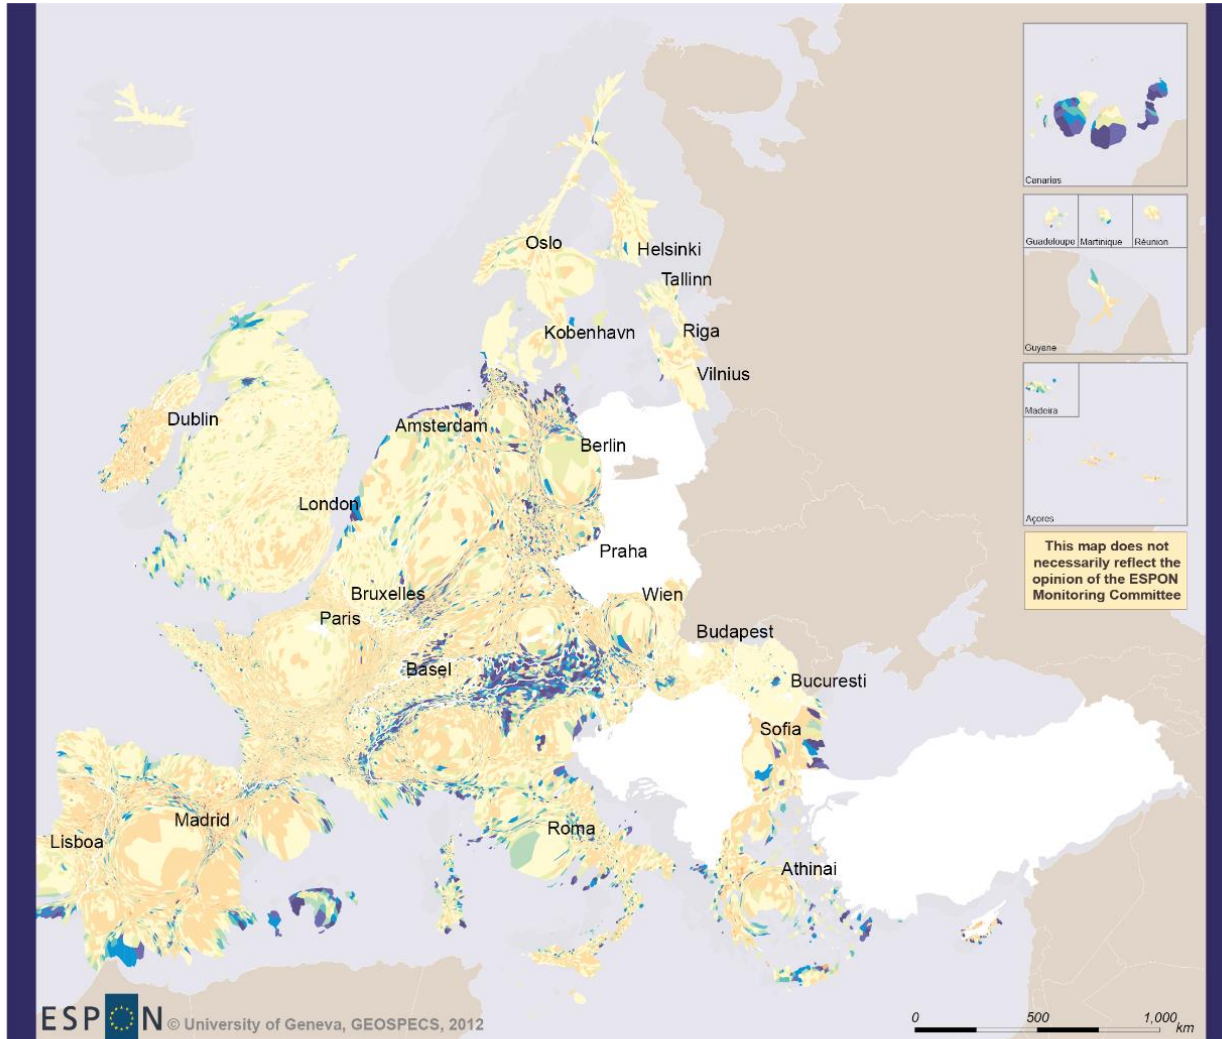 Canarias
Guadeloupe
Martinique
Réunion
Oslo
Helsinki
Tallinn
Guyane
Kobenhavn
Riga
Vilnius
Madeira
Dublin
Amsterdam
Berlin
London
Açores
Praha
This map does not
necessarily reflect the
opinion of the ESPON
Monitoring Committee
Bruxelles
Wien
Paris
Budapest
Basel
Bucuresti
Sofia
Madrid
Roma
Lisboa
Athinai
ESPON © University of Geneva, GEOSPECS, 2012
0 500 1,000
km